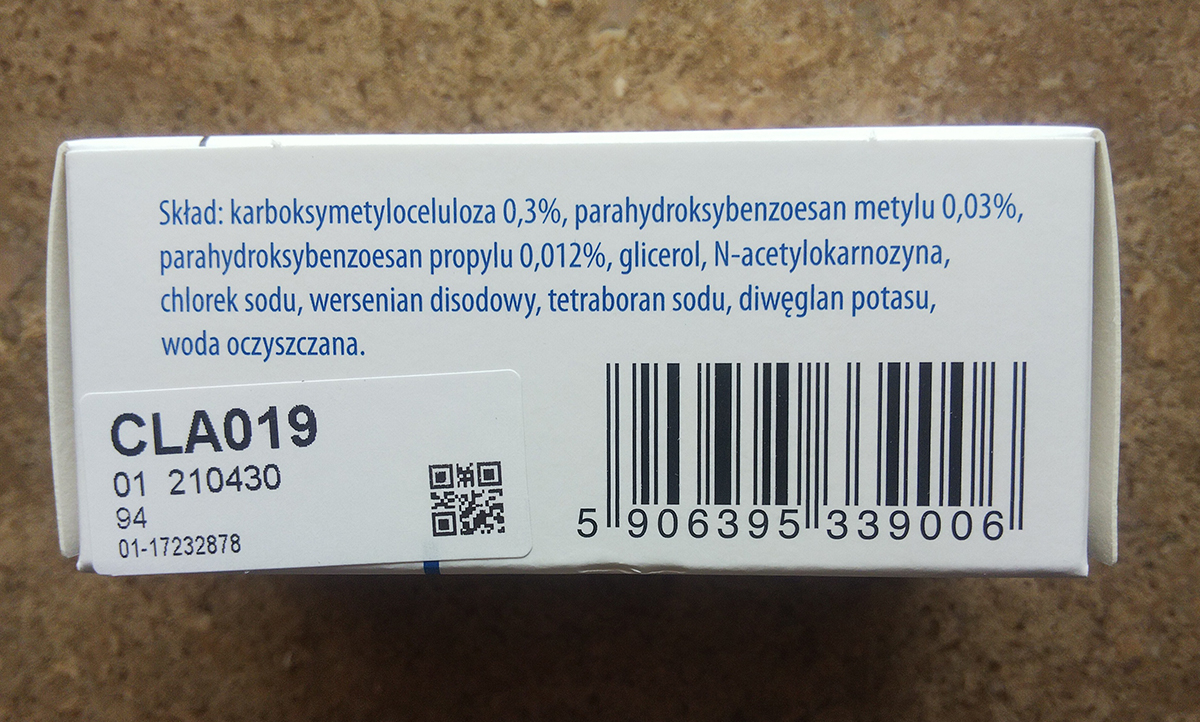 Skład: karboksymetyloceluloza 0,3%, parahydroksybenzoesan metylu 0,03%,
parahydroksybenzoesan propylu 0,012%, glicerol, N-acetylokarnozyna,
chlorek sodu, wersenian disodowy, tetraboran sodu, diwęglan potasu,
woda oczyszczana.
CLA019
01 210430
94
01-17232878
5 906395 339006